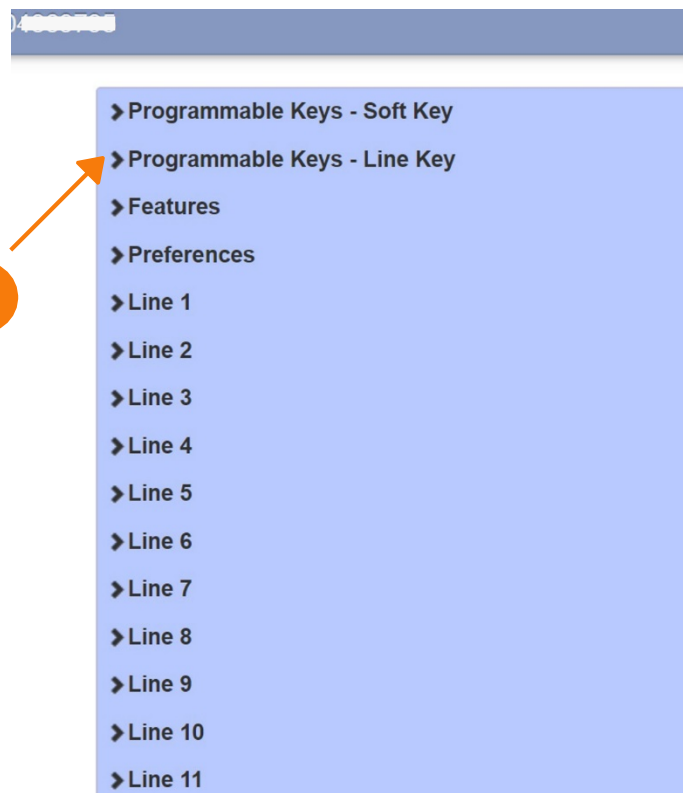 Programmable Keys - Soft Key
Programmable Keys - Line Key
Features
Preferences
Line 1
Line 2
Line 3
Line 4
Line 5
Line 6
Line 7
Line 8
Line 9
Line 10
Line 11